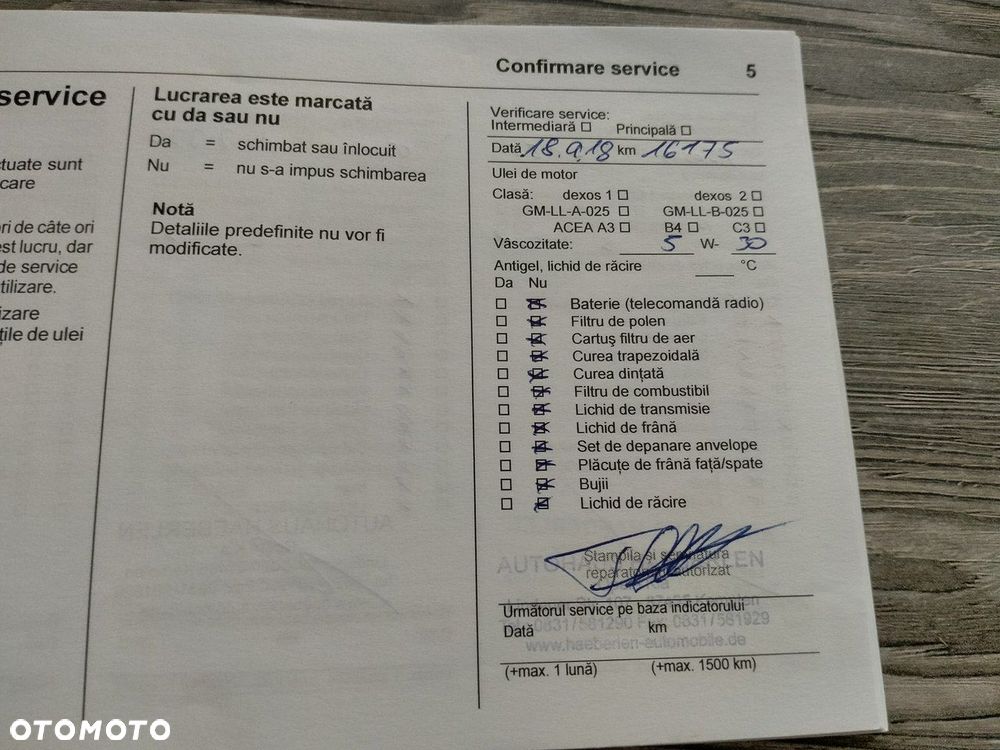 Confirmare service 5
service
ctuate sunt
care
ri de câte ori
est lucru, dar
de service
tilizare.
izare
țile de ulei
Lucrarea este marcată
cu da sau nu
Da = schimbat sau înlocuit
Nu = nu s-a impus schimbarea
Notă
Detaliile predefinite nu vor fi
modificate.
Verificare service:
Intermediară ☐ Principală ☐
Dată 18.9.18 km 16175
Ulei de motor
Clasă: dexos 1 ☐ dexos 2 ☐
GM-LL-A-025 ☐ GM-LL-B-025 ☐
ACEA A3 ☐ B4 ☐ C3 ☐
Vâscozitate: 5 W- 30
Antigel, lichid de răcire °C
Da Nu
Baterie (telecomandă radio)
Filtru de polen
Cartuș filtru de aer
Curea trapezoidală
Curea dințată
Filtru de combustibil
Lichid de transmisie
Lichid de frână
Set de depanare anvelope
Plăcuțe de frână față/spate
Bujii
Lichid de răcire
Ștampila și semnătura
reparator autorizat
Următorul service pe baza indicatorului
Dată km
www.haeberlen-automobile.de
(+max. 1 lună) (+max. 1500 km)
OTOMOTO